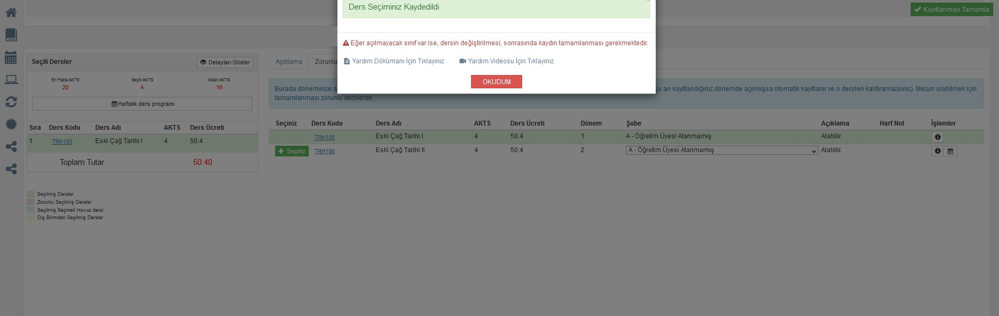 Ders Seçiminiz Kaydedildi
Kayıtlanmayı Tamamla
Eğer açılmayacak sınıf var ise, dersin değiştirilmesi, sonrasında kaydın tamamlanması gerekmektedir.
Yardım Dökümanı İçin Tıklayınız Yardım Videosu İçin Tıklayınız
OKUDUM
Seçili Dersler Detayları Göster
En Fazla AKTS Seçili AKTS Kalan AKTS
20 4 16
Haftalık ders programı
Sıra Ders Kodu Ders Adı AKTS Ders Ücreti
1 TRH105 Eski Çağ Tarihi I 4 50.4
Toplam Tutar 50.40
Seçilmiş Dersler
Zorunlu Seçilmiş Dersler
Seçilmiş Seçmeli Havuz dersi
Dış Birimden Seçilmiş Dersler
Açıklama Zorunlu
Burada döneminize a şu an kayıtlandığınız dönemde açılmışsa otomatik kayıtlanır ve o dersleri kaldıramazsınız). Mezun olabilmek için
tamamlanması zorunlu derslerdir.
Seçiniz Ders Kodu Ders Adı AKTS Ders Ücreti Dönem Şube Açıklama Harf Not İşlemler
TRH105 Eski Çağ Tarihi I 4 50.4 1 A - Öğretim Üyesi Atanmamış Alabilir.
Seçiniz TRH106 Eski Çağ Tarihi II 4 50.4 2 A - Öğretim Üyesi Atanmamış Alabilir.